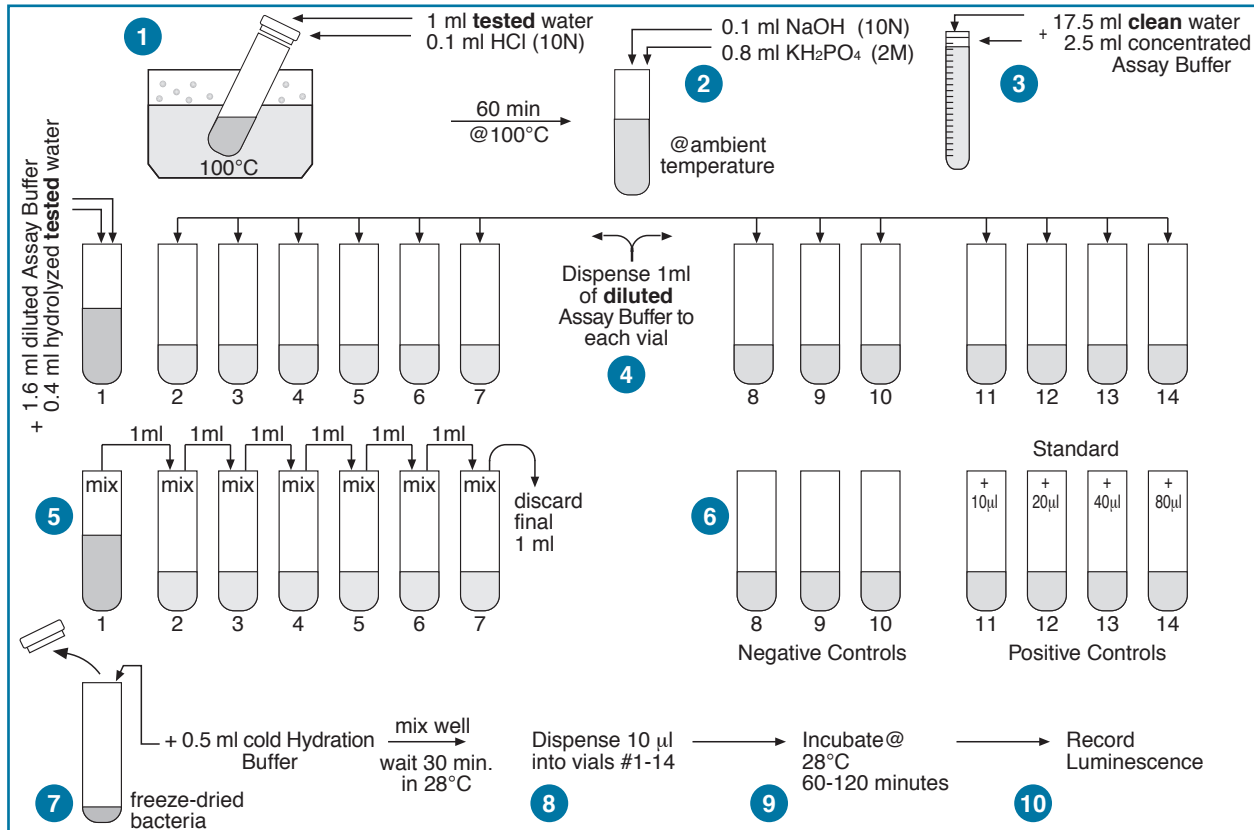 1
1 ml tested water
0.1 ml HCl (10N)
100°C
60 min
@100°C
0.1 ml NaOH (10N)
0.8 ml KH₂PO₄ (2M)
2
@ambient
temperature
3
17.5 ml clean water
+ 2.5 ml concentrated
Assay Buffer
+ 1.6 ml diluted Assay Buffer
0.4 ml hydrolyzed tested water
Dispense 1ml
of diluted
Assay Buffer to
each vial
4
1 2 3 4 5 6 7 8 9 10 11 12 13 14
5
1ml 1ml 1ml 1ml 1ml 1ml
mix mix mix mix mix mix mix
discard
final
1 ml
1 2 3 4 5 6 7
6
Standard
+ + + +
10µl 20µl 40µl 80µl
8 9 10 11 12 13 14
Negative Controls
Positive Controls
7
freeze-dried
bacteria
+ 0.5 ml cold Hydration
Buffer
mix well
wait 30 min.
in 28°C
Dispense 10 µl
into vials #1-14
8
Incubate@
28°C
60-120 minutes
9
Record
Luminescence
10